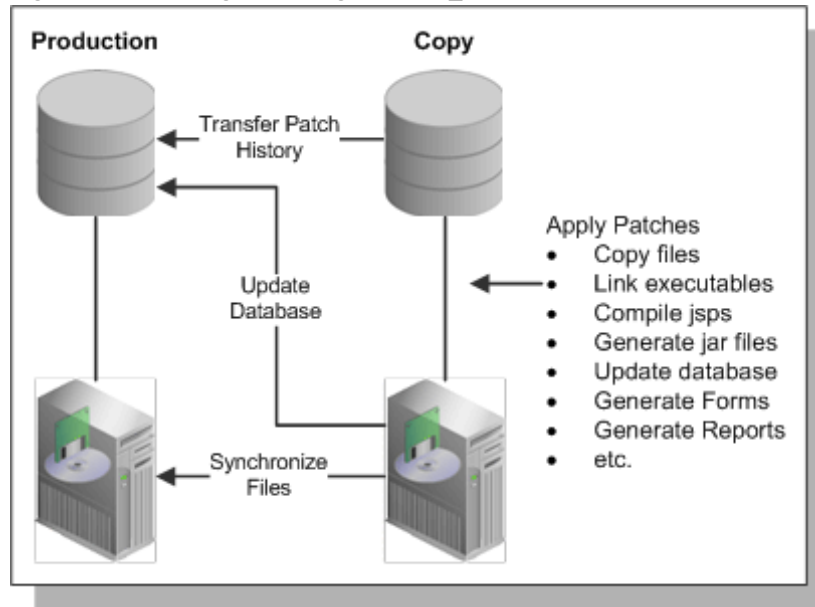 Production
Copy
Transfer Patch
History
Update
Database
Synchronize
Files
Apply Patches
• Copy files
• Link executables
• Compile jsps
• Generate jar files
• Update database
• Generate Forms
• Generate Reports
• etc.